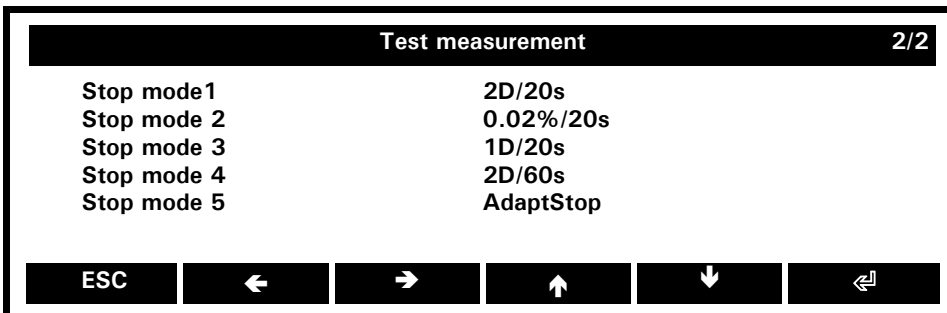 Test measurement 2/2
Stop mode1 2D/20s
Stop mode 2 0.02%/20s
Stop mode 3 1D/20s
Stop mode 4 2D/60s
Stop mode 5 AdaptStop
ESC ← → ↑ ↓ ↵